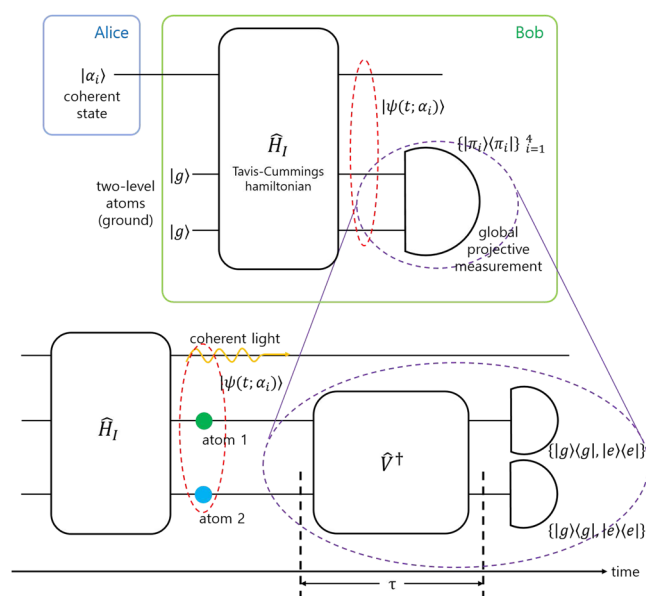 Alice
Bob
|αᵢ⟩
coherent
state
|ψ(t; αᵢ)⟩
{|πᵢ⟩⟨πᵢ|} ⁴ᵢ₌₁
Ĥ_I
Tavis-Cummings
hamiltonian
two-level
atoms
(ground)
|g⟩
|g⟩
global
projective
measurement
coherent light
|ψ(t; αᵢ)⟩
Ĥ_I
atom 1
V̂†
{|g⟩⟨g|, |e⟩⟨e|}
atom 2
{|g⟩⟨g|, |e⟩⟨e|}
time
τ